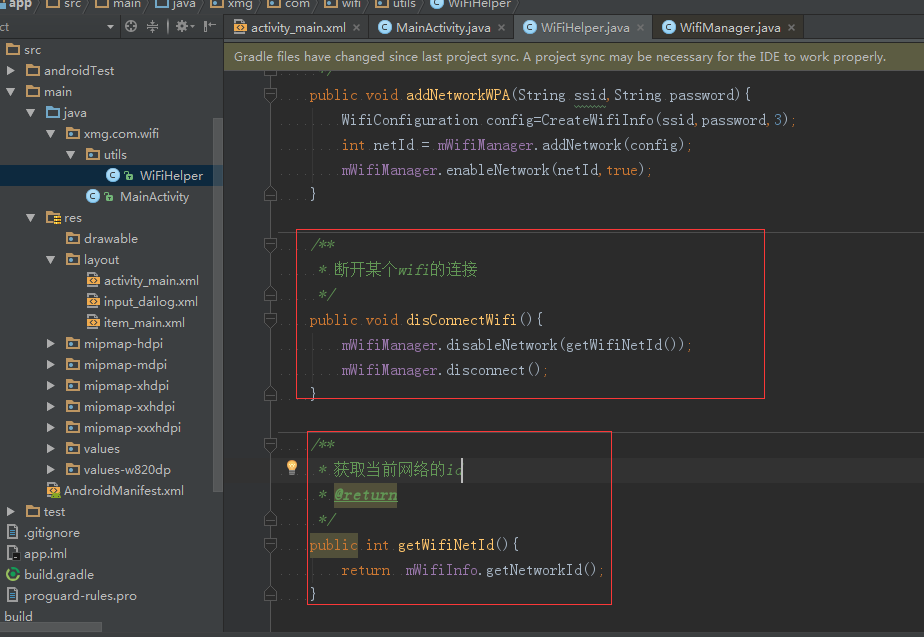 app src main java xmg com wifi utils WiFiHelper
activity_main.xml MainActivity.java WiFiHelper.java WifiManager.java
Gradle files have changed since last project sync. A project sync may be necessary for the IDE to work properly.
src
androidTest
main
java
xmg.com.wifi
utils
WiFiHelper
MainActivity
res
drawable
layout
activity_main.xml
input_dailog.xml
item_main.xml
mipmap-hdpi
mipmap-mdpi
mipmap-xhdpi
mipmap-xxhdpi
mipmap-xxxhdpi
values
values-w820dp
AndroidManifest.xml
test
.gitignore
app.iml
build.gradle
proguard-rules.pro
build
public void addNetworkWPA(String ssid,String password){
WifiConfiguration config=CreateWifiInfo(ssid,password,3);
int netId = mWifiManager.addNetwork(config);
mWifiManager.enableNetwork(netId,true);
}
/**
* 断开某个wifi的连接
*/
public void disConnectWifi(){
mWifiManager.disableNetwork(getWifiNetId());
mWifiManager.disconnect();
}
/**
* 获取当前网络的id
* @return
*/
public int getWifiNetId(){
return mWifiInfo.getNetworkId();
}